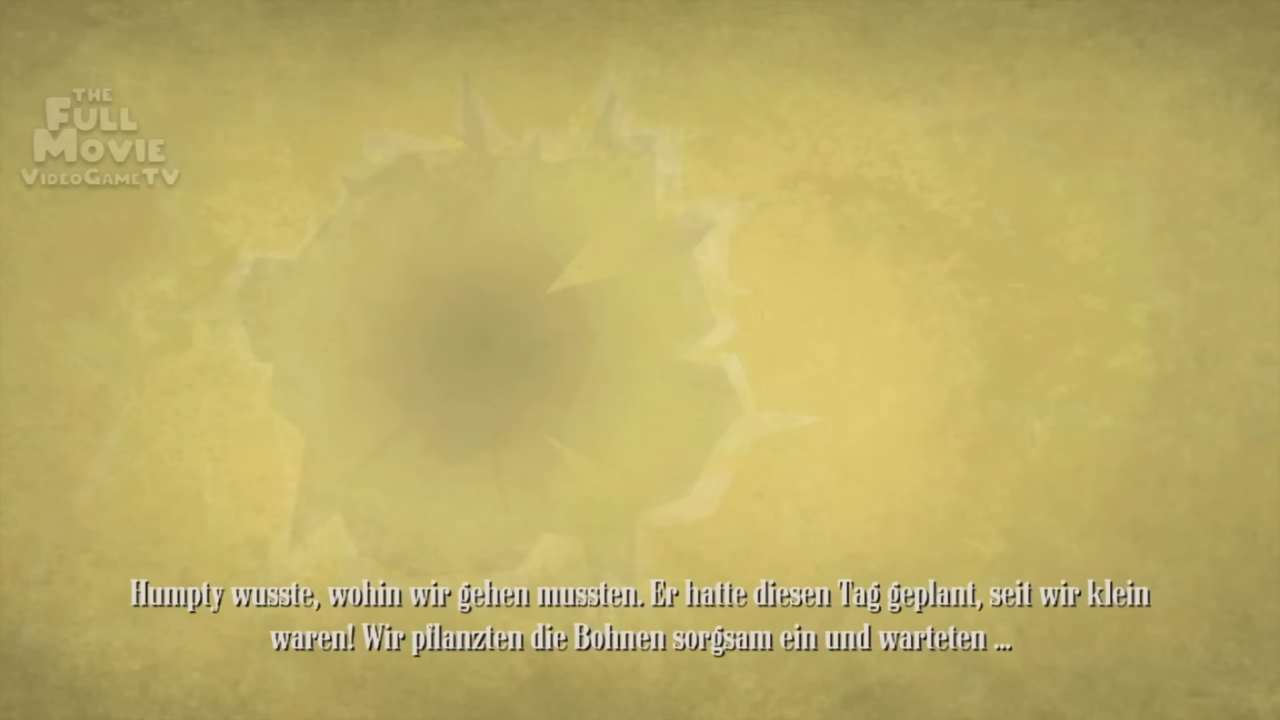 THE
FULL
MOVIE
VIDEOGAMETV
Humpty wusste, wohin wir gehen mussten. Er hatte diesen Tag geplant, seit wir klein
waren! Wir pflanzten die Bohnen sorgsam ein und warteten ...